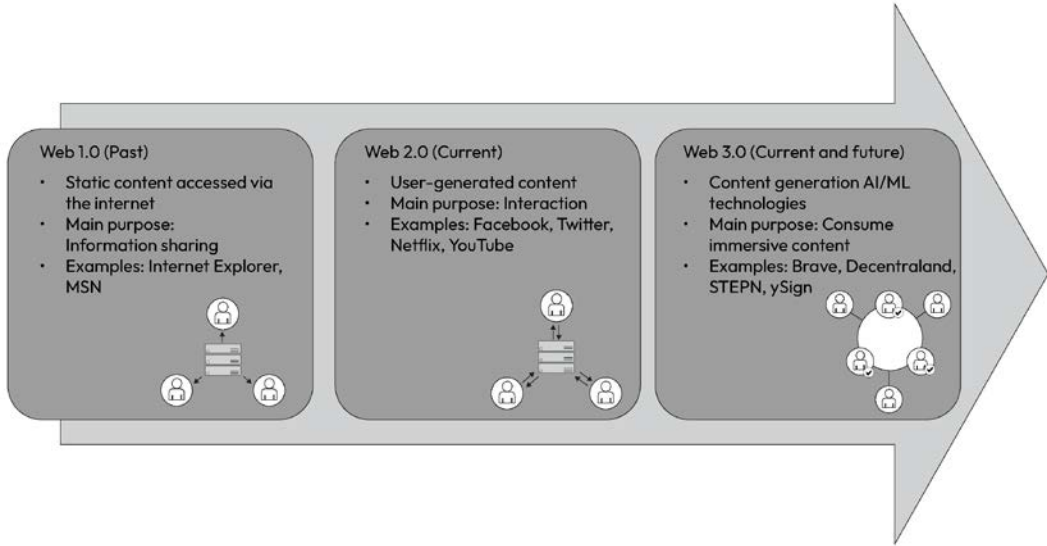 Web 1.0 (Past)
• Static content accessed via
the internet
• Main purpose:
Information sharing
• Examples: Internet Explorer,
MSN
Web 2.0 (Current)
• User-generated content
• Main purpose: Interaction
• Examples: Facebook, Twitter,
Netflix, YouTube
Web 3.0 (Current and future)
• Content generation AI/ML
technologies
• Main purpose: Consume
immersive content
• Examples: Brave, Decentraland,
STEPN, ySign